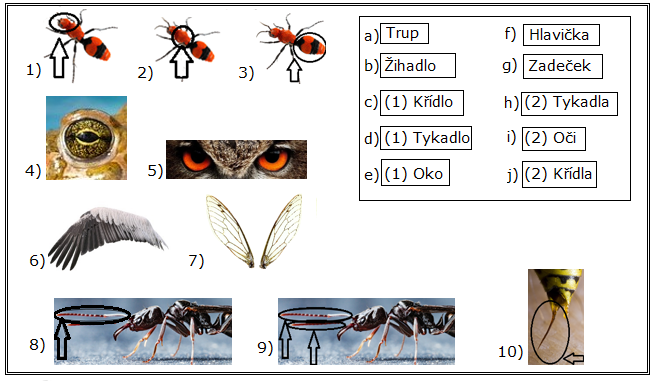 1)
2)
3)
4)
5)
6)
7)
8)
9)
10)
a) Trup
b) Žihadlo
c) (1) Křídlo
d) (1) Tykadlo
e) (1) Oko
f) Hlavička
g) Zadeček
h) (2) Tykadla
i) (2) Oči
j) (2) Křídla